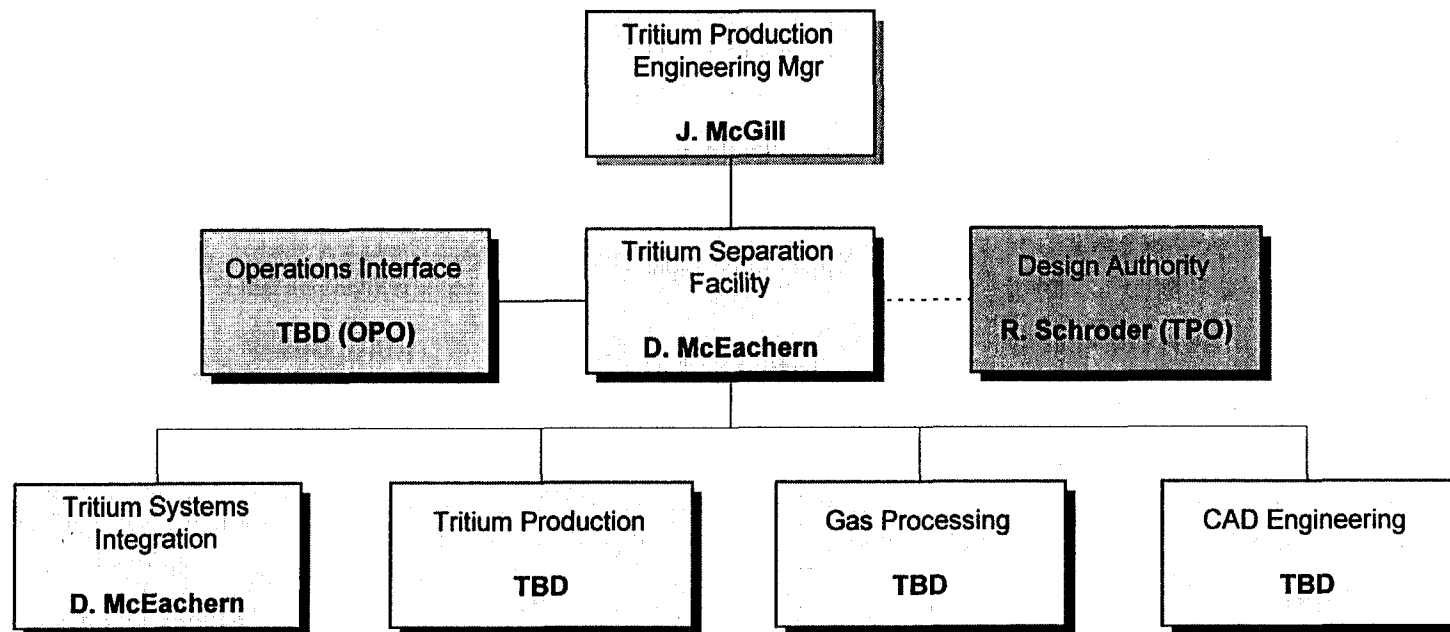 Tritium Production
Engineering Mgr
J. McGill
Operations Interface
TBD (OPO)
Tritium Separation
Facility
D. McEachern
Design Authority
R. Schroder (TPO)
Tritium Systems
Integration
D. McEachern
Tritium Production
TBD
Gas Processing
TBD
CAD Engineering
TBD